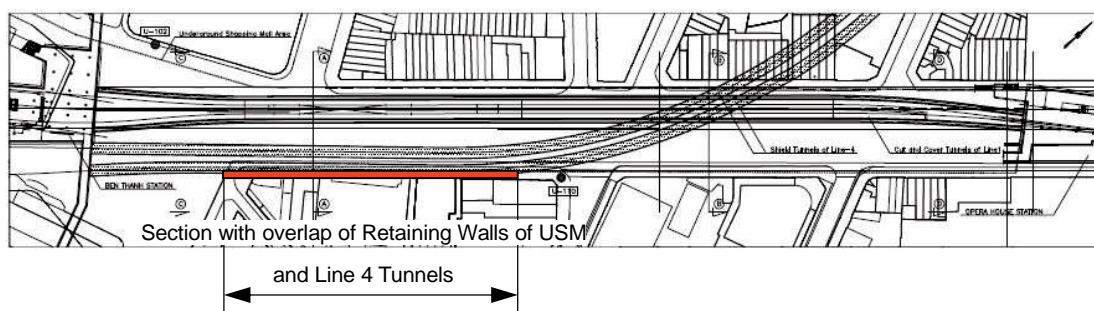 U-102
Underground Shopping Mall Area
C
A
B
D
Shield Tunnels of Line-4
Cut and Cover Tunnels of Line1
BEN THANH STATION
U-110
OPERA HOUSE STATION
C
A
B
D
Section with overlap of Retaining Walls of USM
and Line 4 Tunnels